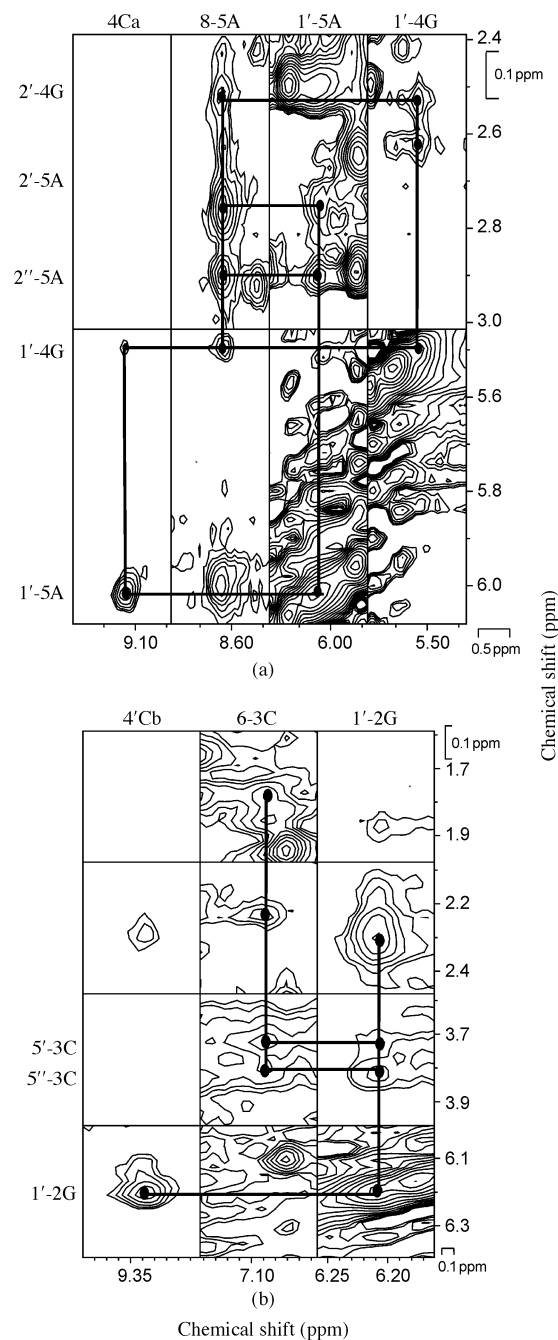 4Ca 8-5A 1′-5A 1′-4G
2.4
0.1 ppm
2′-4G
2.6
2′-5A
2.8
2′′-5A
3.0
1′-4G
5.6
5.8
1′-5A
6.0
9.10 8.60 6.00 5.50
0.5 ppm
(a)
Chemical shift (ppm)
4′Cb 6-3C 1′-2G
0.1 ppm
1.7
1.9
2.2
2.4
3.7
5′-3C
5′′-3C
3.9
6.1
1′-2G
6.3
0.1 ppm
9.35 7.10 6.25 6.20
(b)
Chemical shift (ppm)